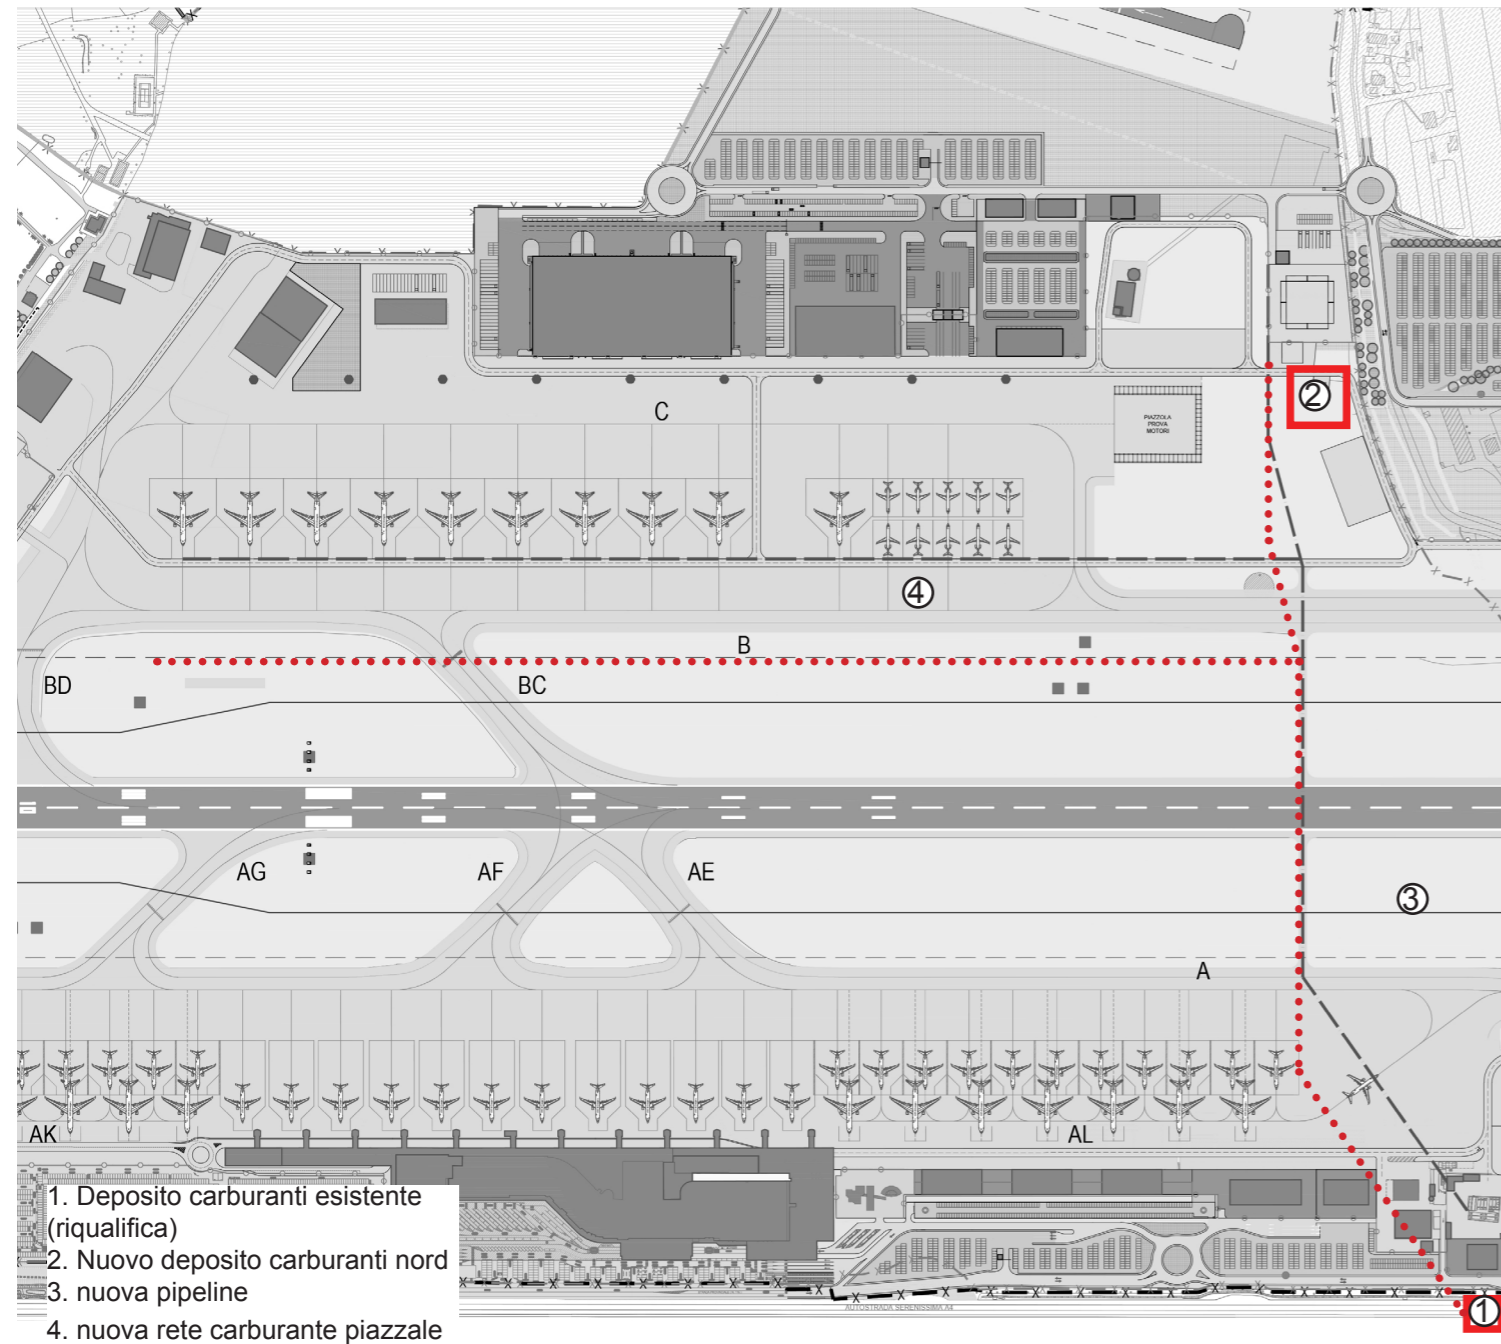 2
C
PIAZZOLA
PROVA
MOTORI
4
B
BD
BC
AG
AF
AE
3
A
AK
AL
1. Deposito carburanti esistente
(riqualifica)
2. Nuovo deposito carburanti nord
3. nuova pipeline
4. nuova rete carburante piazzale
AUTOSTRADA SERENISSIMA A4
1